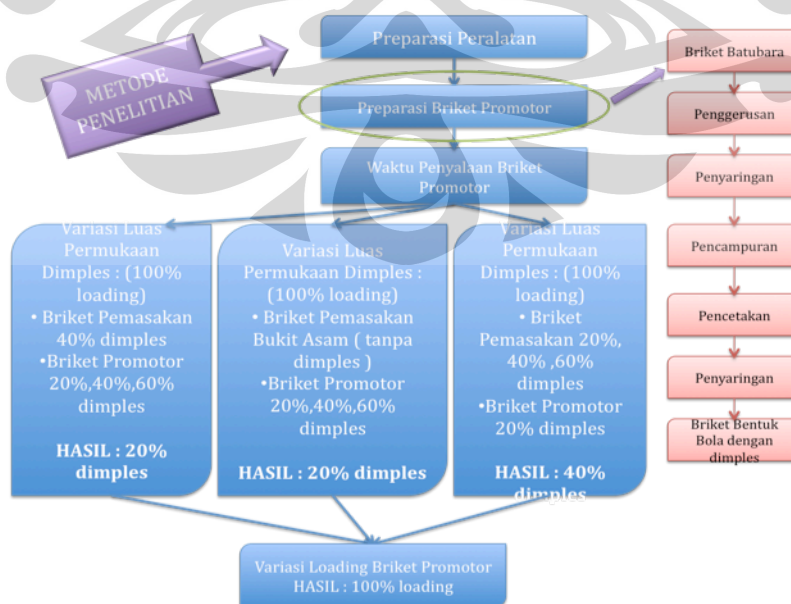 METODE
PENELITIAN
Preparasi Peralatan
Preparasi Briket Promotor
Waktu Penyalaan Briket
Promotor
Variasi Luas
Permukaan
Dimples : (100%
loading)
• Briket Pemasakan
40% dimples
•Briket Promotor
20%,40%,60%
dimples
HASIL : 20%
dimples
Variasi Luas
Permukaan Dimples :
(100% loading)
• Briket Pemasakan
Bukit Asam ( tanpa
dimples )
•Briket Promotor
20%,40%,60%
dimples
HASIL : 20% dimples
Variasi Luas
Permukaan
Dimples : (100%
loading)
• Briket
Pemasakan 20%,
40% ,60%
dimples
•Briket Promotor
20% dimples
HASIL : 40%
dimples
Variasi Loading Briket Promotor
HASIL : 100% loading
Briket Batubara
Penggerusan
Penyaringan
Pencampuran
Pencetakan
Penyaringan
Briket Bentuk
Bola dengan
dimples